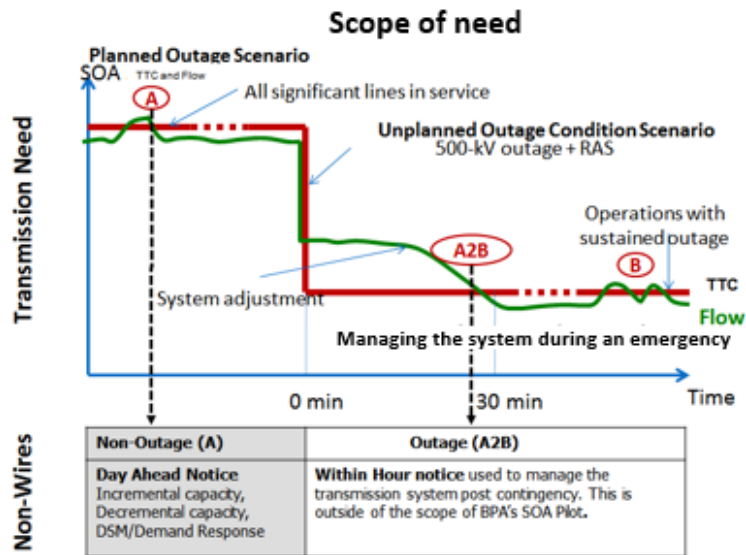 Scope of need
Planned Outage Scenario
SOA TTC and Flow
A
All significant lines in service
Unplanned Outage Condition Scenario
500-kV outage + RAS
Transmission Need
A2B
Operations with
sustained outage
B
System adjustment
TTC
Flow
Managing the system during an emergency
0 min
30 min
Time
Non-Wires
Non-Outage (A)
Outage (A2B)
Day Ahead Notice
Incremental capacity,
Decremental capacity,
DSM/Demand Response
Within Hour notice used to manage the
transmission system post contingency. This is
outside of the scope of BPA's SOA Pilot.